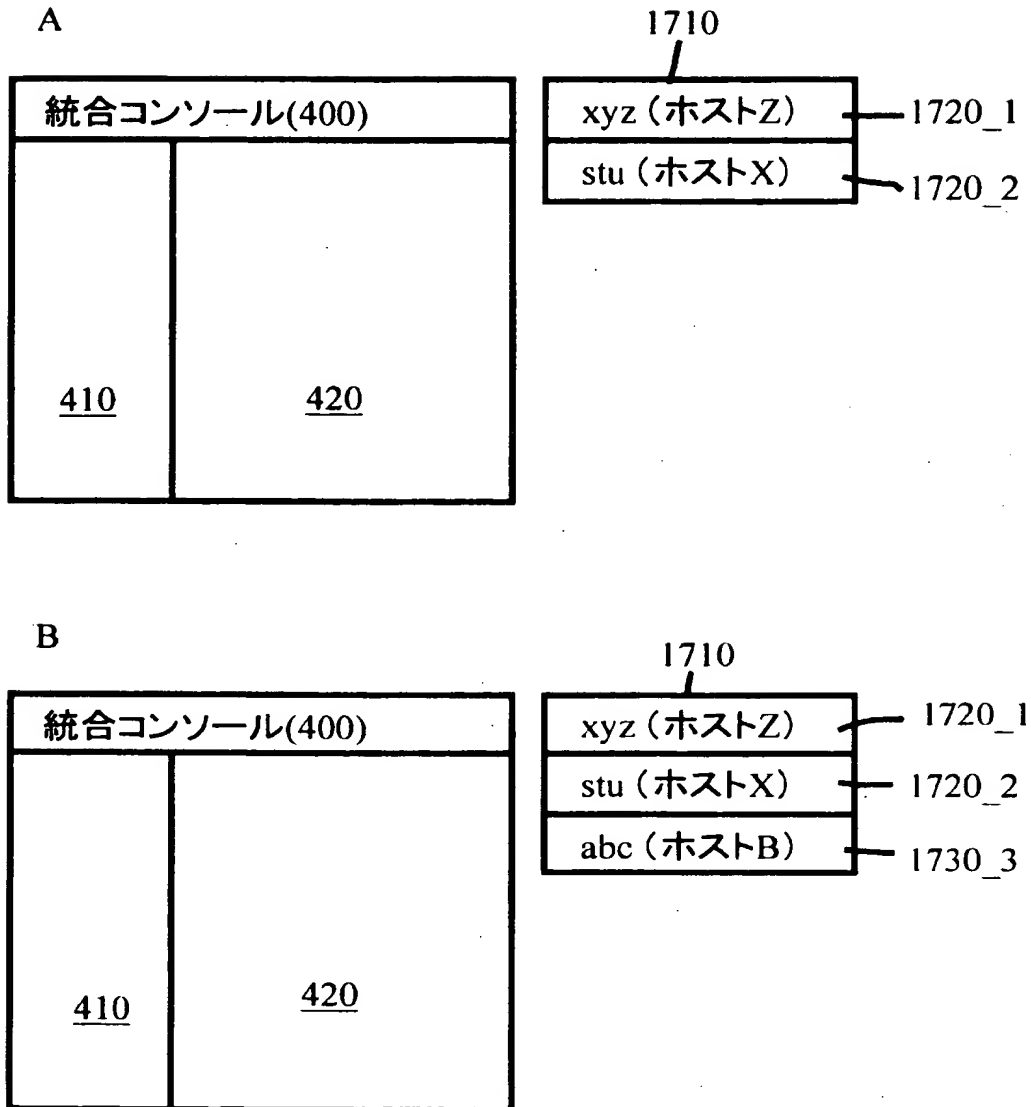 A
1710
統合コンソール(400)
xyz（ホストZ）
1720_1
stu（ホストX）
1720_2
410
420
B
1710
統合コンソール(400)
xyz（ホストZ）
1720_1
stu（ホストX）
1720_2
abc（ホストB）
1730_3
410
420